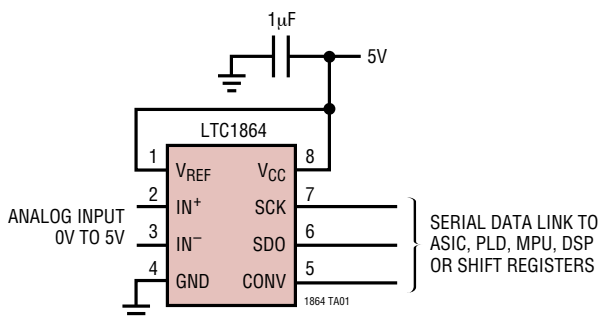 1µF
5V
LTC1864
1
VREF
VCC
8
2
IN+
SCK
7
ANALOG INPUT
0V TO 5V
3
IN–
SDO
6
SERIAL DATA LINK TO
ASIC, PLD, MPU, DSP
OR SHIFT REGISTERS
4
GND
CONV
5
1864 TA01